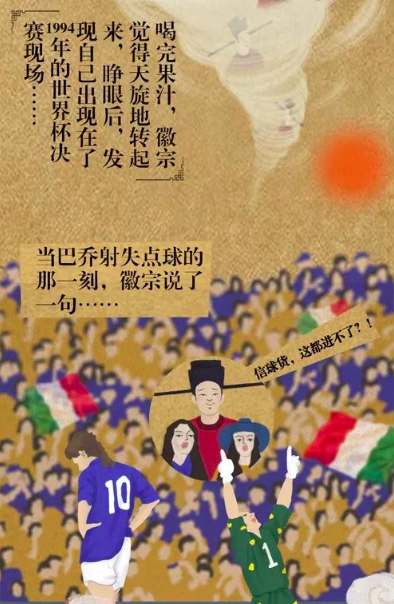 喝完果汁，徽宗
觉得天旋地转起
来，睁眼后，发
现自己出现在了
1994年的世界杯决
赛现场……
当巴乔射失点球的
那一刻，徽宗说了
一句……
信球货，这都进不了？！
10
1